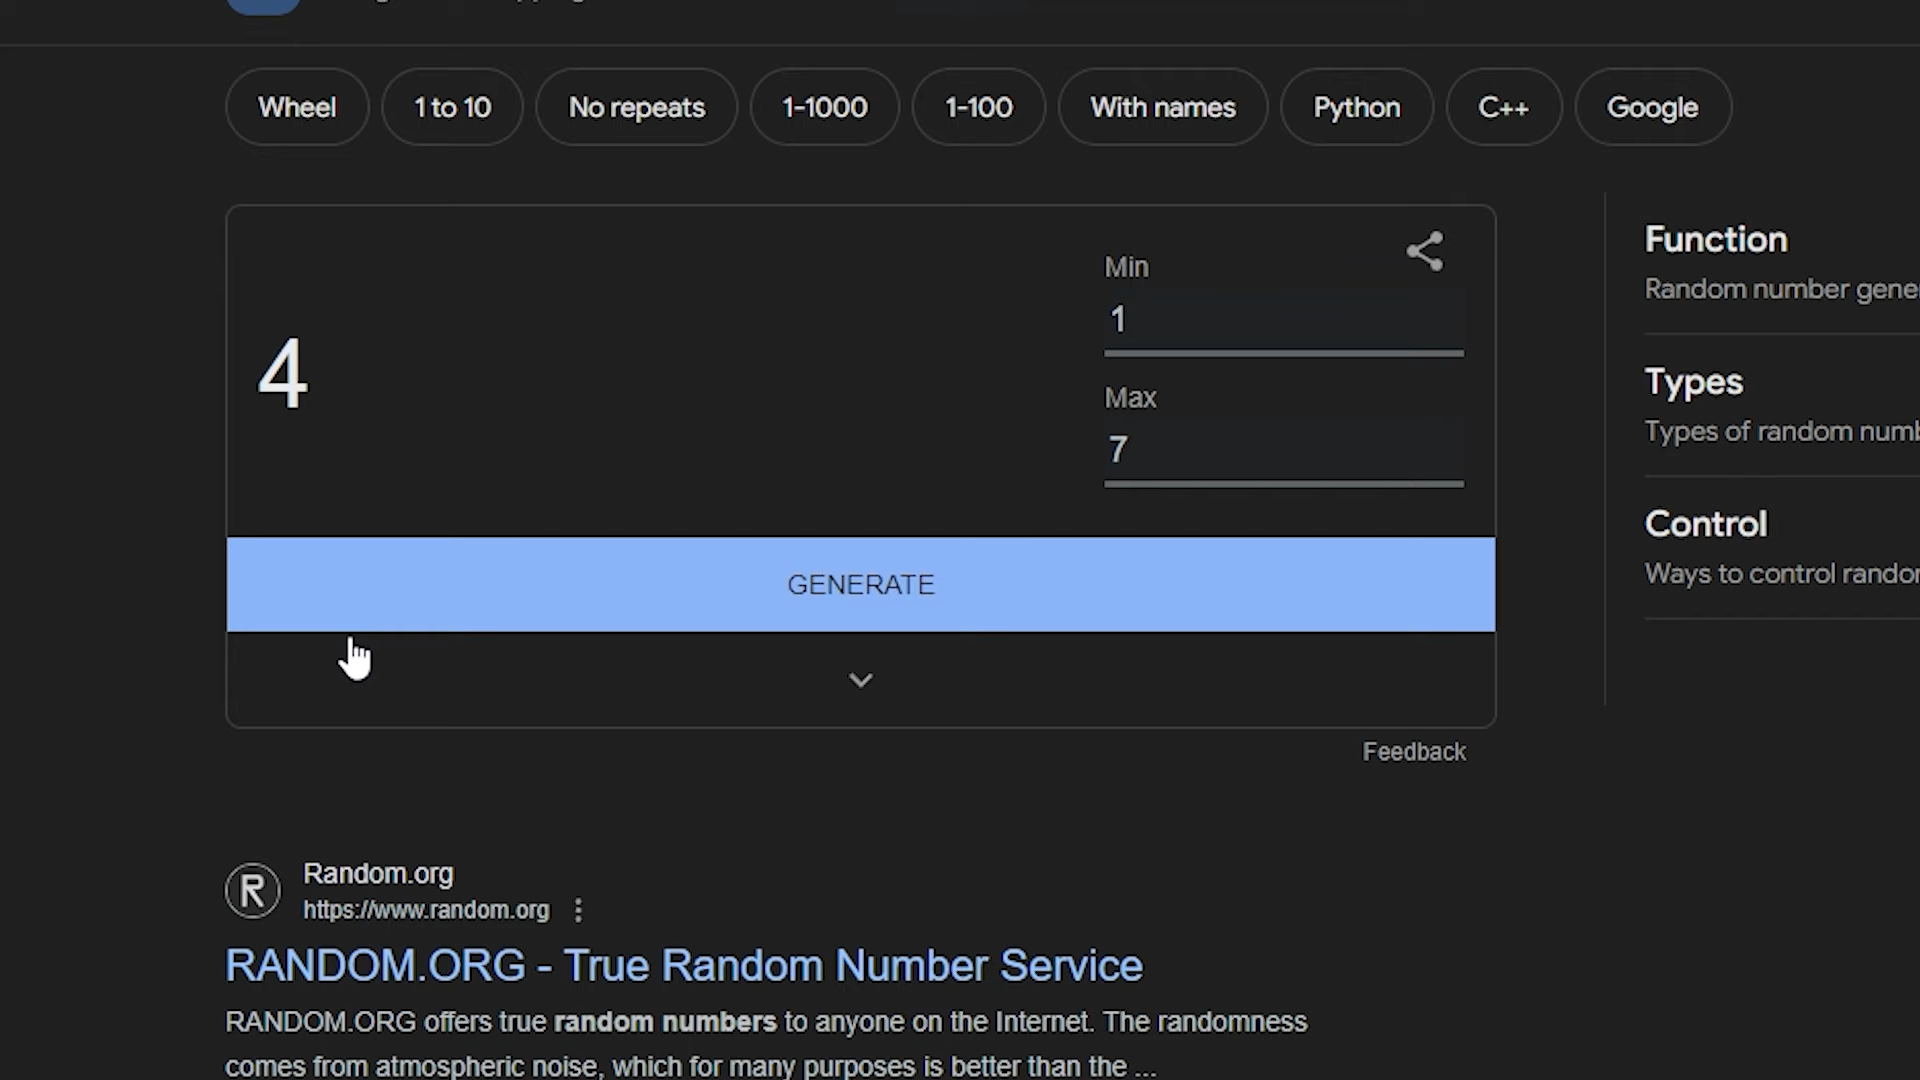 Wheel
1 to 10
No repeats
1-1000
1-100
With names
Python
C++
Google
4
Min
1
Max
7
GENERATE
Feedback
Function
Random number gene
Types
Types of random numb
Control
Ways to control random
R
Random.org
https://www.random.org
RANDOM.ORG - True Random Number Service
RANDOM.ORG offers true random numbers to anyone on the Internet. The randomness
comes from atmospheric noise, which for many purposes is better than the ...